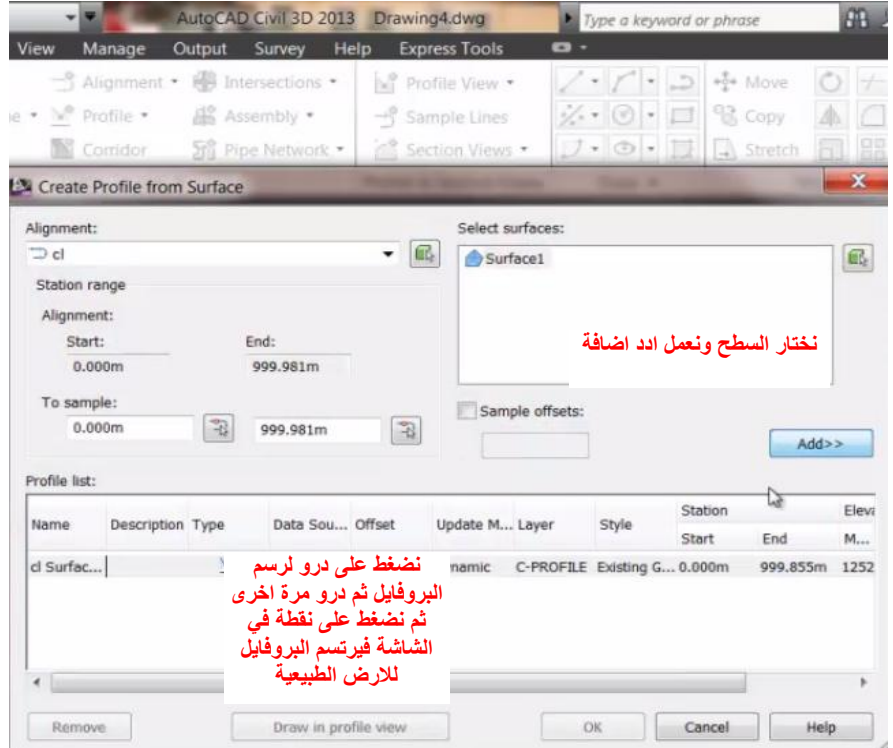 AutoCAD Civil 3D 2013 Drawing4.dwg Type a keyword or phrase
View Manage Output Survey Help Express Tools
Alignment Intersections Profile View Move
Profile Assembly Sample Lines Copy
Corridor Pipe Network Section Views Stretch
Create Profile from Surface
Alignment: Select surfaces:
cl Surface1
Station range
Alignment:
Start: End:
0.000m 999.981m
نختار السطح ونعمل ادد اضافة
To sample:
0.000m 999.981m
Sample offsets:
Add>>
Profile list:
Name Description Type Data Sou... Offset Update M... Layer Style Station Eleva
Start End M...
cl Surfac... namic C-PROFILE Existing G... 0.000m 999.855m 1252
نضغط على درو لرسم
البروفايل ثم درو مرة اخرى
ثم نضغط على نقطة في
الشاشة فيرتسم البروفايل
للارض الطبيعية
Remove Draw in profile view OK Cancel Help